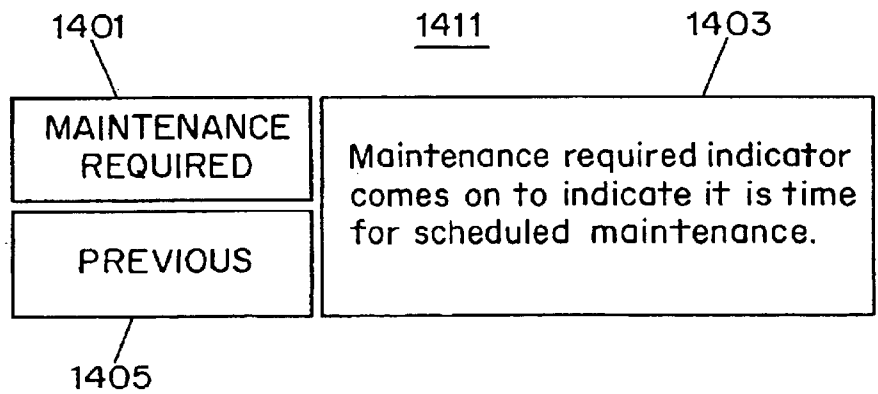 1401
1411
1403
MAINTENANCE
REQUIRED
Maintenance required indicator
comes on to indicate it is time
for scheduled maintenance.
PREVIOUS
1405